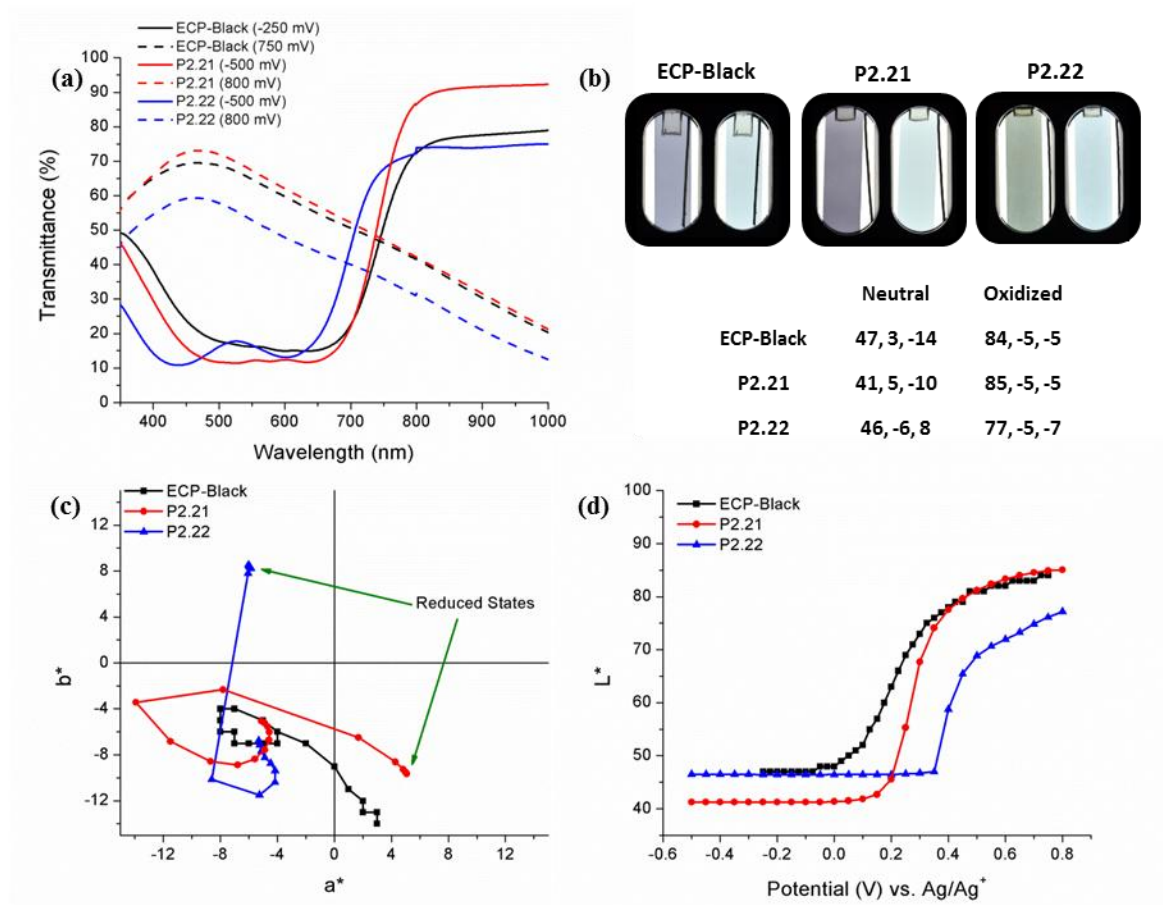 (a)
ECP-Black (-250 mV)
ECP-Black (750 mV)
P2.21 (-500 mV)
P2.21 (800 mV)
P2.22 (-500 mV)
P2.22 (800 mV)
100
90
80
70
60
50
40
30
20
10
0
Transmittance (%)
400 500 600 700 800 900 1000
Wavelength (nm)
(b)
ECP-Black P2.21 P2.22
Neutral Oxidized
ECP-Black 47, 3, -14 84, -5, -5
P2.21 41, 5, -10 85, -5, -5
P2.22 46, -6, 8 77, -5, -7
(c)
ECP-Black
P2.21
P2.22
Reduced States
12
8
4
0
-4
-8
-12
b*
-12 -8 -4 0 4 8 12
a*
(d)
ECP-Black
P2.21
P2.22
100
90
80
70
60
50
40
L*
-0.6 -0.4 -0.2 0.0 0.2 0.4 0.6 0.8
Potential (V) vs. Ag/Ag⁺